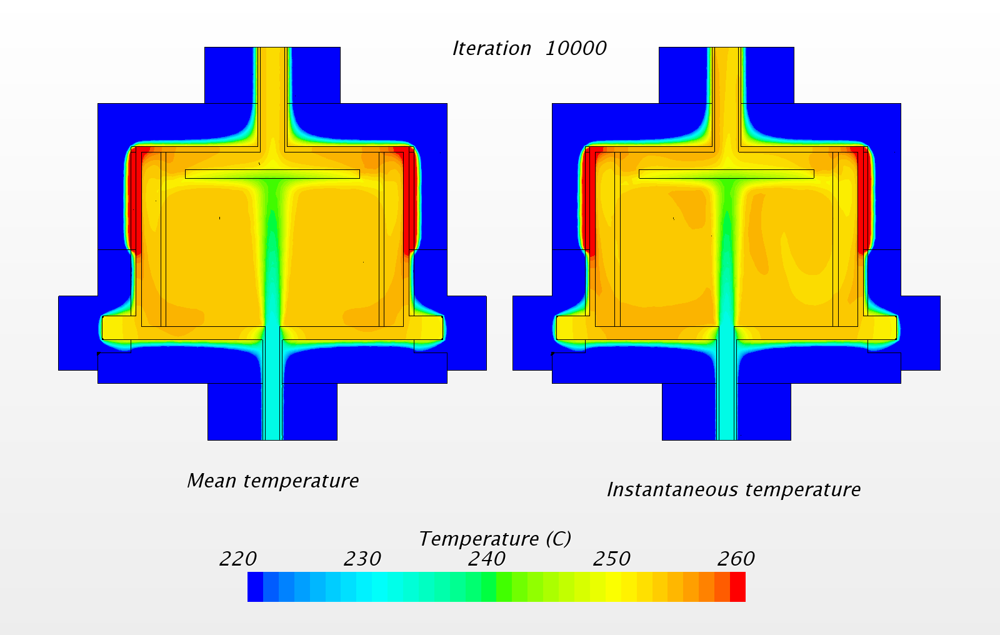 Iteration 10000
Mean temperature
Instantaneous temperature
Temperature (C)
220 230 240 250 260